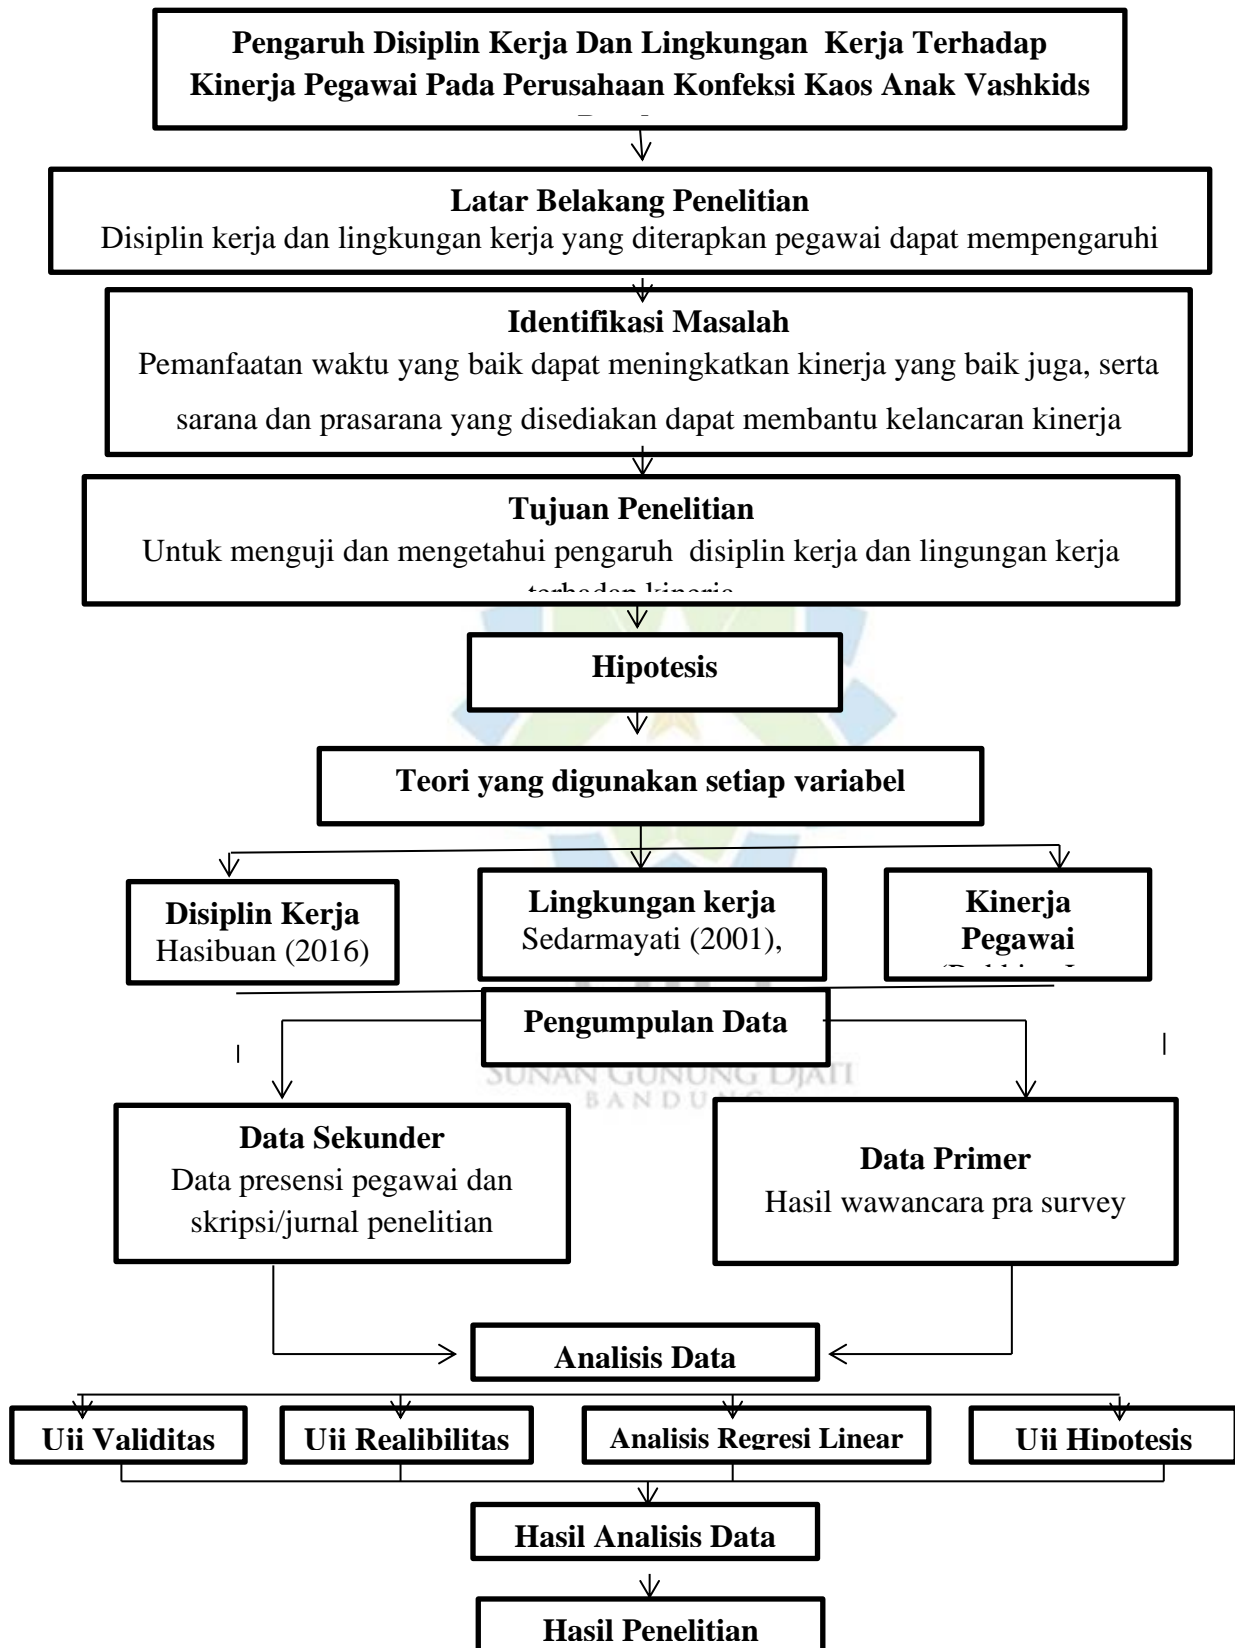 Pengaruh Disiplin Kerja Dan Lingkungan Kerja Terhadap
Kinerja Pegawai Pada Perusahaan Konfeksi Kaos Anak Vashkids
Latar Belakang Penelitian
Disiplin kerja dan lingkungan kerja yang diterapkan pegawai dapat mempengaruhi
Identifikasi Masalah
Pemanfaatan waktu yang baik dapat meningkatkan kinerja yang baik juga, serta
sarana dan prasarana yang disediakan dapat membantu kelancaran kinerja
Tujuan Penelitian
Untuk menguji dan mengetahui pengaruh disiplin kerja dan lingungan kerja
terhadap kinerja
Hipotesis
Teori yang digunakan setiap variabel
Disiplin Kerja
Hasibuan (2016)
Lingkungan kerja
Sedarmayati (2001),
Kinerja
Pegawai
Pengumpulan Data
SUNAN GUNUNG DJATI
BANDUNG
Data Sekunder
Data presensi pegawai dan
skripsi/jurnal penelitian
Data Primer
Hasil wawancara pra survey
Analisis Data
Uji Validitas
Uji Realibilitas
Analisis Regresi Linear
Uji Hipotesis
Hasil Analisis Data
Hasil Penelitian